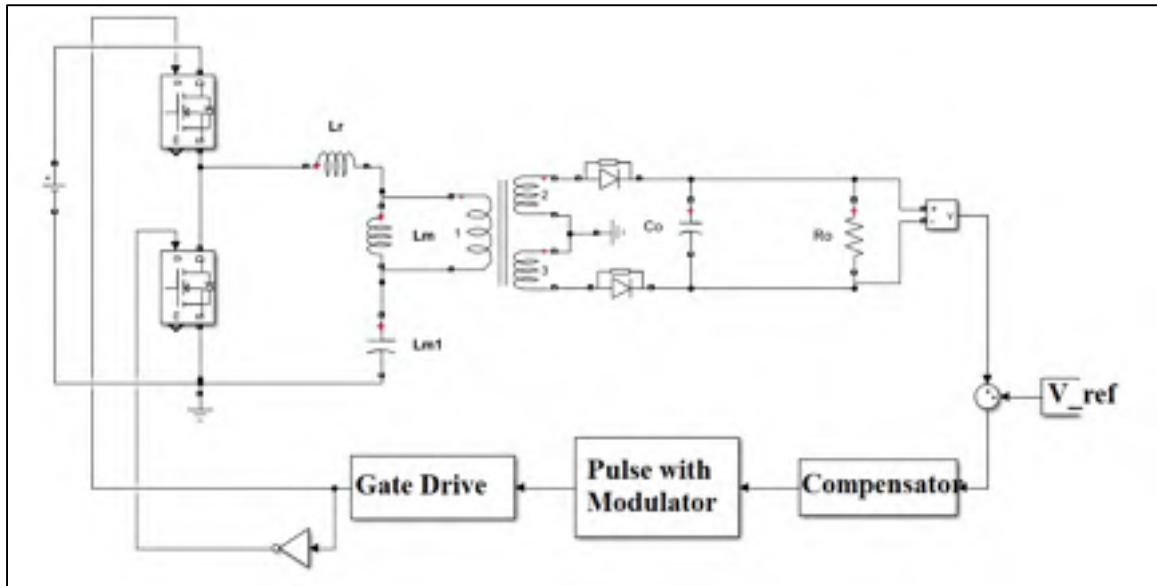 Lr
Lm
1
2
3
Co
Ro
Lm1
V_ref
Gate Drive
Pulse with
Modulator
Compensator